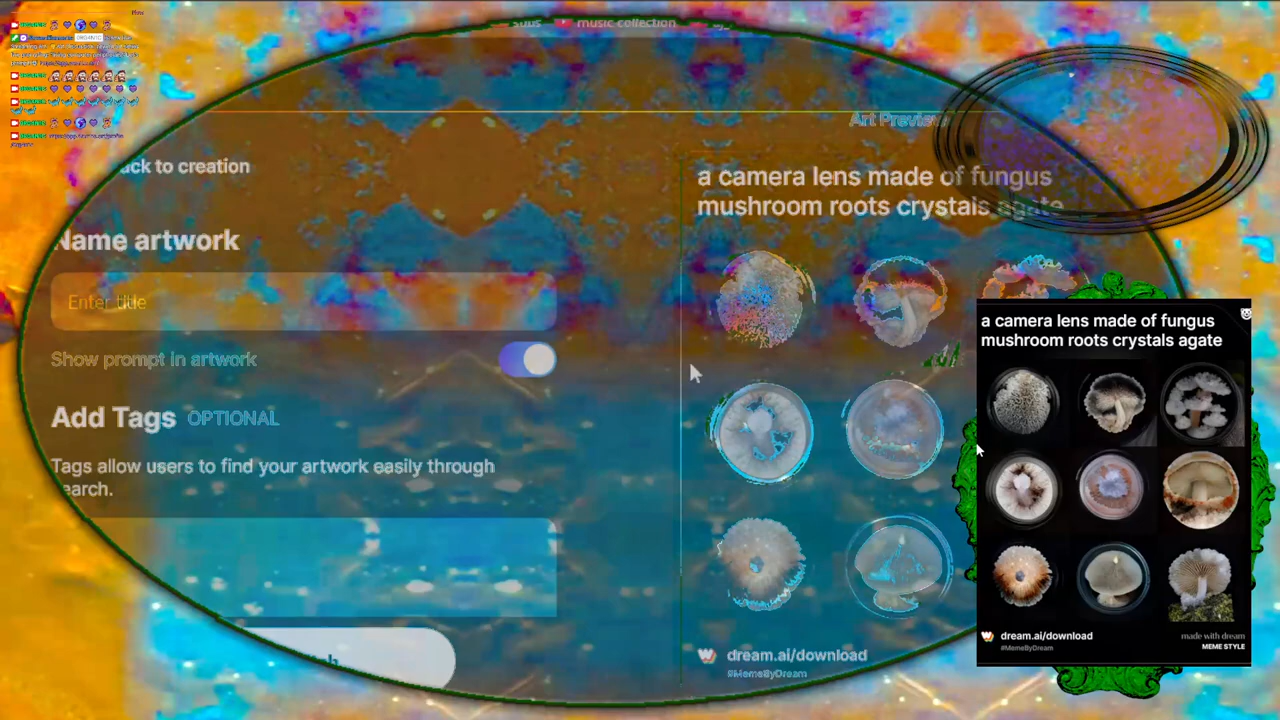 music collection
Art Preview
ack to creation
a camera lens made of fungus
mushroom roots crystals agate
Name artwork
Enter title
Show prompt in artwork
Add Tags OPTIONAL
Tags allow users to find your artwork easily through
earch.
dream.ai/download
#MemeByDream
a camera lens made of fungus
mushroom roots crystals agate
dream.ai/download
#MemeByDream
made with dream
MEME STYLE